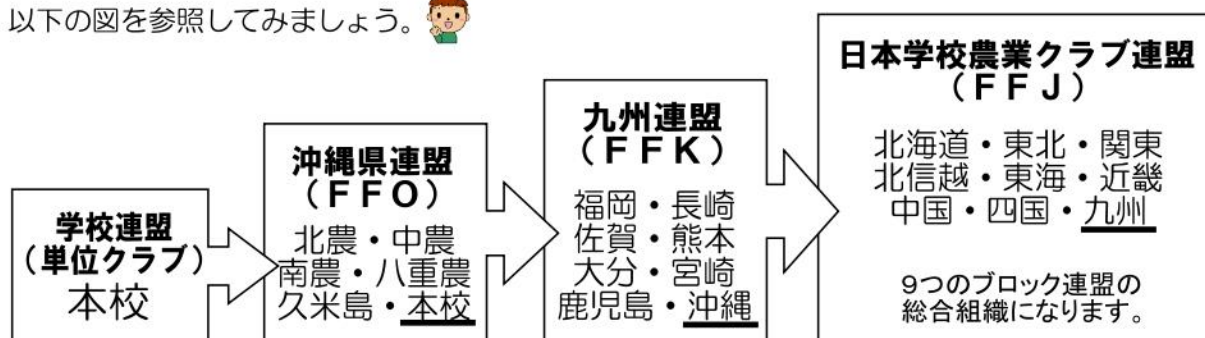 以下の図を参照してみましょう。
学校連盟
(単位クラブ)
本校
沖縄県連盟
(FFO)
北農・中農
南農・八重農
久米島・本校
九州連盟
(FFK)
福岡・長崎
佐賀・熊本
大分・宮崎
鹿児島・沖縄
日本学校農業クラブ連盟
(FFJ)
北海道・東北・関東
北信越・東海・近畿
中国・四国・九州
9つのブロック連盟の
総合組織になります。